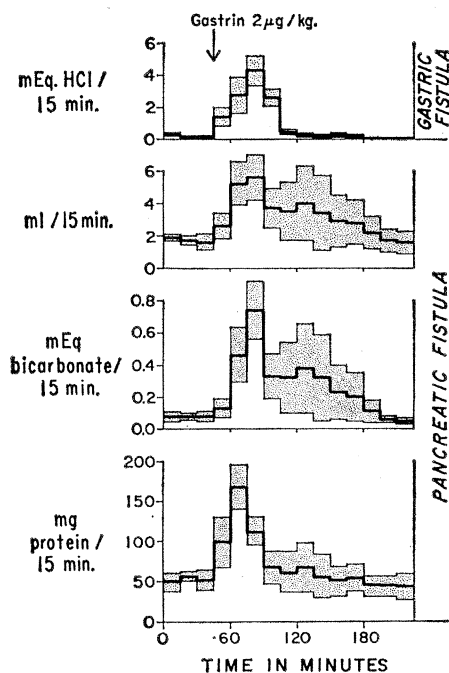 Gastrin 2μg/kg.
mEq. HCl /
15 min.
6
4
2
0
GASTRIC
FISTULA
ml / 15 min.
6
4
2
0
mEq
bicarbonate/
15 min.
0.8
0.6
0.4
0.2
0.0
PANCREATIC FISTULA
mg
protein /
15 min.
200
150
100
50
0
0
·60
120
180
TIME IN MINUTES